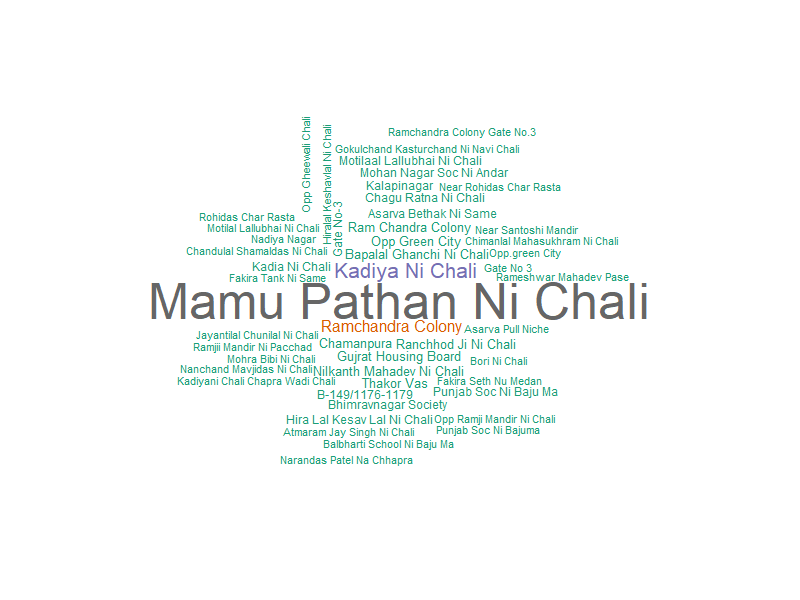 Opp Gheewali Chali
Hiralal Keshavlal Ni Chali
Ramchandra Colony Gate No.3
Gokulchand Kasturchand Ni Navi Chali
Motilaal Lallubhai Ni Chali
Mohan Nagar Soc Ni Andar
Kalapinagar
Near Rohidas Char Rasta
Chagu Ratna Ni Chali
Gate No-3
Asarva Bethak Ni Same
Rohidas Char Rasta
Motilal Lallubhai Ni Chali
Ram Chandra Colony
Near Santoshi Mandir
Nadiya Nagar
Opp Green City
Chimanlal Mahasukhram Ni Chali
Chandulal Shamaldas Ni Chali
Bapalal Ghanchi Ni Chali
Opp.green City
Kadia Ni Chali
Kadiya Ni Chali
Gate No 3
Fakira Tank Ni Same
Rameshwar Mahadev Pase
Mamu Pathan Ni Chali
Ramchandra Colony
Asarva Pull Niche
Jayantilal Chunilal Ni Chali
Chamanpura
Ranchhod Ji Ni Chali
Ramjii Mandir Ni Pacchad
Mohra Bibi Ni Chali
Gujrat Housing Board
Bori Ni Chali
Nanchand Mavjidas Ni Chali
Nilkanth Mahadev Ni Chali
Kadiyani Chali Chapra Wadi Chali
Thakor Vas
Fakira Seth Nu Medan
B-149/1176-1179
Punjab Soc Ni Baju Ma
Bhimravnagar Society
Hira Lal Kesav Lal Ni Chali
Opp Ramji Mandir Ni Chali
Atmaram Jay Singh Ni Chali
Punjab Soc Ni Bajuma
Balbharti School Ni Baju Ma
Narandas Patel Na Chhapra